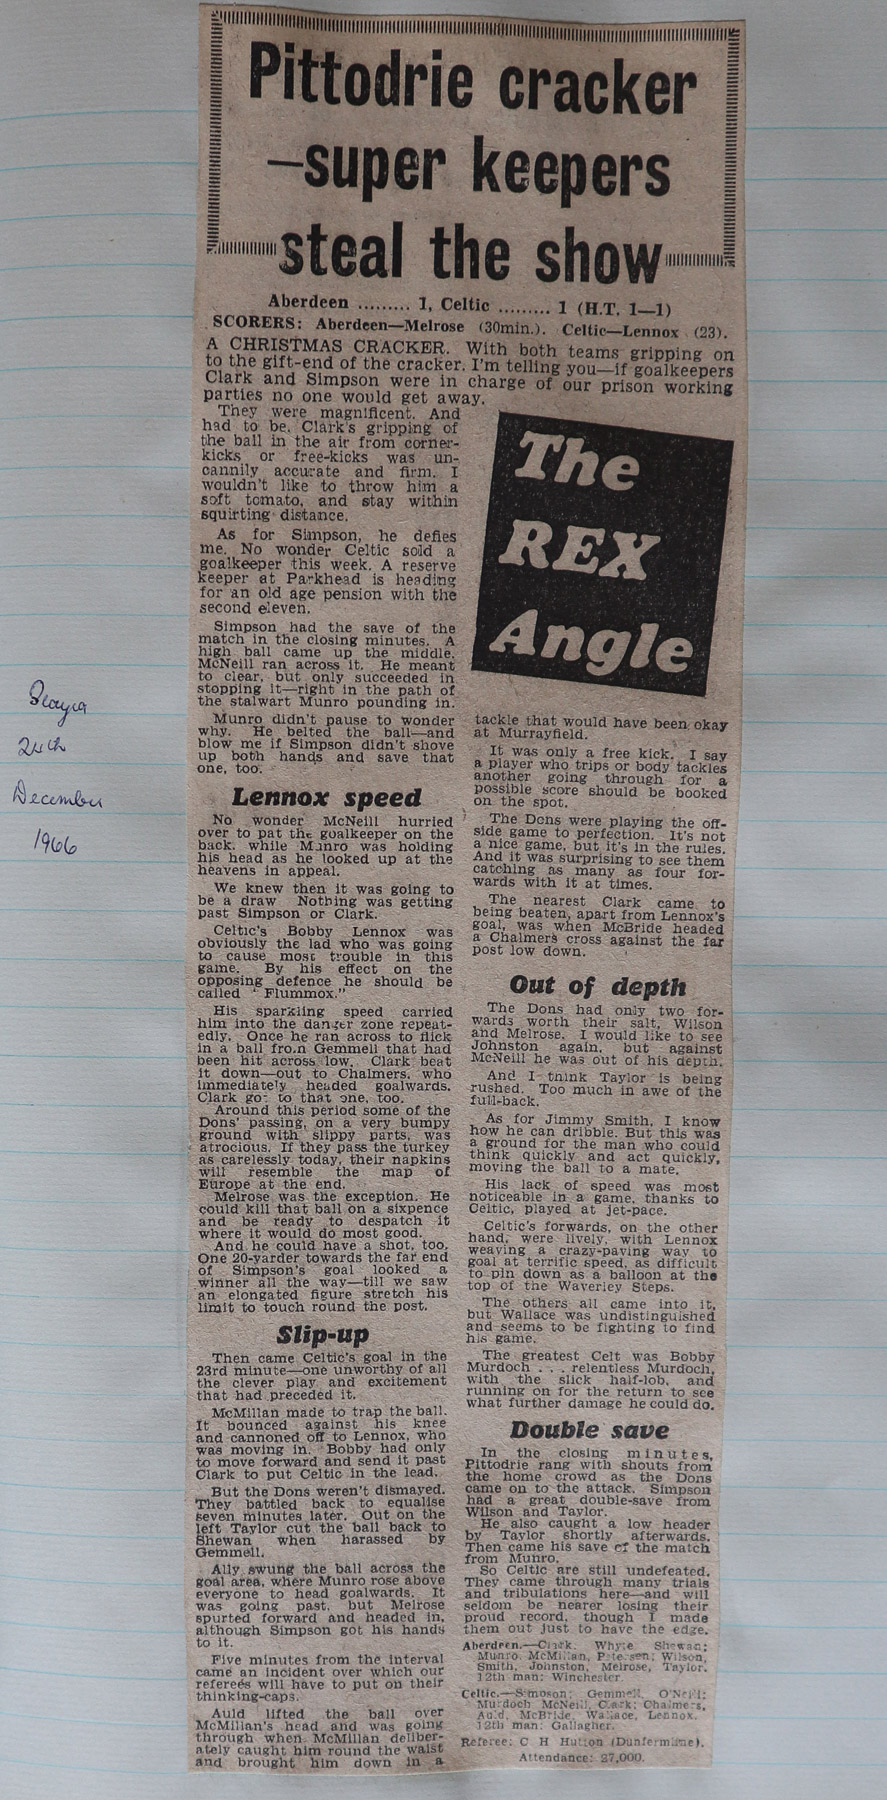 Pittodrie cracker
—super keepers
steal the show
Aberdeen ......... 1, Celtic ......... 1 (H.T. 1—1)
SCORERS: Aberdeen—Melrose (30min.). Celtic—Lennox (23).
A CHRISTMAS CRACKER. With both teams gripping on
to the gift-end of the cracker. I'm telling you—if goalkeepers
Clark and Simpson were in charge of our prison working
parties no one would get away.
They were magnificent. And
had to be. Clark's gripping of
the ball in the air from corner-
kicks or free-kicks was un-
cannily accurate and firm. I
wouldn't like to throw him a
soft tomato, and stay within
squirting distance.
As for Simpson, he defies
me. No wonder Celtic sold a
goalkeeper this week. A reserve
keeper at Parkhead is heading
for an old age pension with the
second eleven.
Simpson had the save of the
match in the closing minutes. A
high ball came up the middle.
McNeill ran across it. He meant
to clear, but only succeeded in
stopping it—right in the path of
the stalwart Munro pounding in.
Munro didn't pause to wonder
why. He belted the ball—and
blow me if Simpson didn't shove
up both hands and save that
one, too.
Lennox speed
No wonder McNeill hurried
over to pat the goalkeeper on the
back, while Munro was holding
his head as he looked up at the
heavens in appeal.
We knew then it was going to
be a draw Nothing was getting
past Simpson or Clark.
Celtic's Bobby Lennox was
obviously the lad who was going
to cause most trouble in this
game. By his effect on the
opposing defence he should be
called " Flummox."
His sparkling speed carried
him into the danger zone repeat-
edly. Once he ran across to flick
in a ball from Gemmell that had
been hit across low. Clark beat
it down—out to Chalmers, who
immediately headed goalwards.
Clark got to that one, too.
Around this period some of the
Dons' passing, on a very bumpy
ground with slippy parts, was
atrocious. If they pass the turkey
as carelessly today, their napkins
will resemble the map of
Europe at the end.
Melrose was the exception. He
could kill that ball on a sixpence
and be ready to despatch it
where it would do most good.
And he could have a shot, too.
One 20-yarder towards the far end
of Simpson's goal looked a
winner all the way—till we saw
an elongated figure stretch his
limit to touch round the post.
Slip-up
Then came Celtic's goal in the
23rd minute—one unworthy of all
the clever play and excitement
that had preceded it.
McMillan made to trap the ball.
It bounced against his knee
and cannoned off to Lennox, who
was moving in. Bobby had only
to move forward and send it past
Clark to put Celtic in the lead.
But the Dons weren't dismayed.
They battled back to equalise
seven minutes later. Out on the
left Taylor cut the ball back to
Shewan when harassed by
Gemmell.
Ally swung the ball across the
goal area, where Munro rose above
everyone to head goalwards. It
was going past, but Melrose
spurted forward and headed in,
although Simpson got his hands
to it.
Five minutes from the interval
came an incident over which our
referees will have to put on their
thinking-caps.
Auld lifted the ball over
McMillan's head and was going
through when McMillan deliber-
ately caught him round the waist
and brought him down in a
The
REX
Angle
tackle that would have been okay
at Murrayfield.
It was only a free kick. I say
a player who trips or body tackles
another going through for a
possible score should be booked
on the spot.
The Dons were playing the off-
side game to perfection. It's not
a nice game, but it's in the rules.
And it was surprising to see them
catching as many as four for-
wards with it at times.
The nearest Clark came to
being beaten, apart from Lennox's
goal, was when McBride headed
a Chalmers cross against the far
post low down.
Out of depth
The Dons had only two for-
wards worth their salt, Wilson
and Melrose. I would like to see
Johnston again, but against
McNeill he was out of his depth.
And I think Taylor is being
rushed. Too much in awe of the
full-back.
As for Jimmy Smith, I know
how he can dribble. But this was
a ground for the man who could
think quickly and act quickly,
moving the ball to a mate.
His lack of speed was most
noticeable in a game, thanks to
Celtic, played at jet-pace.
Celtic's forwards, on the other
hand, were lively, with Lennox
weaving a crazy-paving way to
goal at terrific speed, as difficult
to pin down as a balloon at the
top of the Waverley Steps.
The others all came into it,
but Wallace was undistinguished
and seems to be fighting to find
his game.
The greatest Celt was Bobby
Murdoch . . . relentless Murdoch,
with the slick half-lob, and
running on for the return to see
what further damage he could do.
Double save
In the closing minutes,
Pittodrie rang with shouts from
the home crowd as the Dons
came on to the attack. Simpson
had a great double-save from
Wilson and Taylor.
He also caught a low header
by Taylor shortly afterwards.
Then came his save of the match
from Munro.
So Celtic are still undefeated.
They came through many trials
and tribulations here—and will
seldom be nearer losing their
proud record, though I made
them out just to have the edge.
Aberdeen.—Clark. Whyte Shewan;
Munro, McMillan, Petersen; Wilson,
Smith, Johnston, Melrose, Taylor.
12th man: Winchester.
Celtic.—Simpson; Gemmell, O'Neill;
Murdoch McNeill, Clark; Chalmers,
Auld, McBride, Wallace, Lennox.
12th man: Gallagher.
Referee: C H Hutton (Dunfermline).
Attendance: 27,000.
Played
24th
December
1966